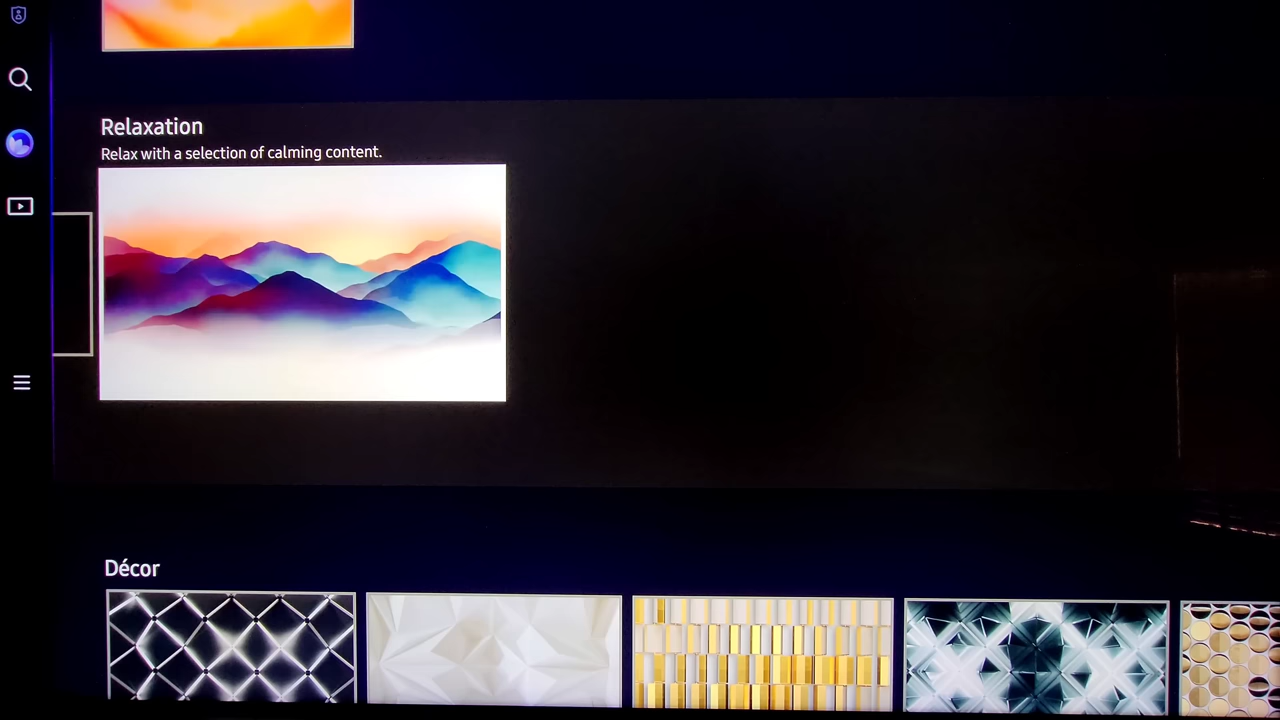 Relaxation
Relax with a selection of calming content.
Décor